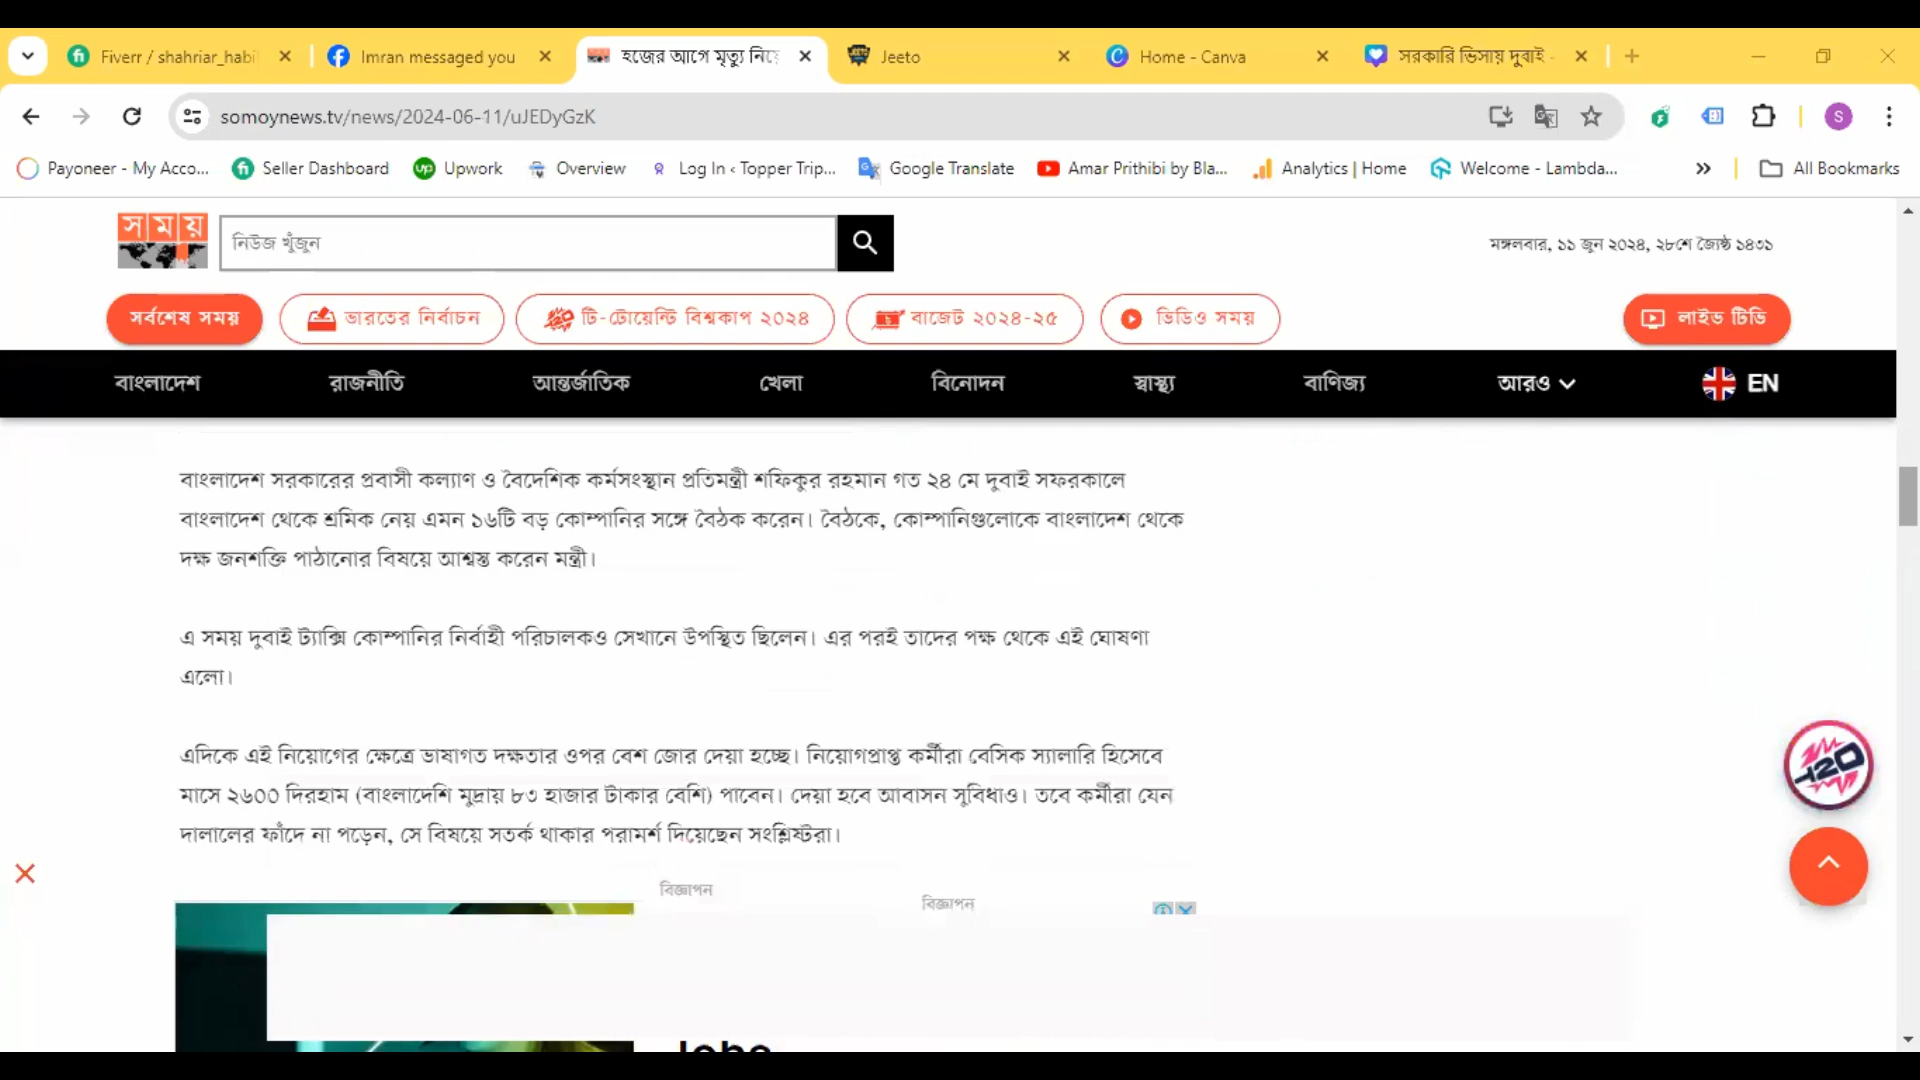 Fiverr / shahriar_habi
Imran messaged you
হজের আগে মৃত্যু নিয়ে
Jeeto
Home - Canva
সরকারি ভিসায় দুবাই -
somoynews.tv/news/2024-06-11/uJEDyGzK
S
Payoneer - My Acco...
Seller Dashboard
Upwork
Overview
Log In ‹ Topper Trip...
Google Translate
Amar Prithibi by Bla...
Analytics | Home
Welcome - Lambda...
All Bookmarks
সময়
নিউজ খুঁজুন
মঙ্গলবার, ১১ জুন ২০২৪, ২৮শে জ্যৈষ্ঠ ১৪৩১
সর্বশেষ সময়
ভারতের নির্বাচন
টি-টোয়েন্টি বিশ্বকাপ ২০২৪
বাজেট ২০২৪-২৫
ভিডিও সময়
লাইভ টিভি
বাংলাদেশ
রাজনীতি
আন্তর্জাতিক
খেলা
বিনোদন
স্বাস্থ্য
বাণিজ্য
আরও
EN
বাংলাদেশ সরকারের প্রবাসী কল্যাণ ও বৈদেশিক কর্মসংস্থান প্রতিমন্ত্রী শফিকুর রহমান গত ২৪ মে দুবাই সফরকালে
বাংলাদেশ থেকে শ্রমিক নেয় এমন ১৬টি বড় কোম্পানির সঙ্গে বৈঠক করেন। বৈঠকে, কোম্পানিগুলোকে বাংলাদেশ থেকে
দক্ষ জনশক্তি পাঠানোর বিষয়ে আশ্বস্ত করেন মন্ত্রী।
এ সময় দুবাই ট্যাক্সি কোম্পানির নির্বাহী পরিচালকও সেখানে উপস্থিত ছিলেন। এর পরই তাদের পক্ষ থেকে এই ঘোষণা
এলো।
এদিকে এই নিয়োগের ক্ষেত্রে ভাষাগত দক্ষতার ওপর বেশ জোর দেয়া হচ্ছে। নিয়োগপ্রাপ্ত কর্মীরা বেসিক স্যালারি হিসেবে
মাসে ২৬০০ দিরহাম (বাংলাদেশি মুদ্রায় ৮৩ হাজার টাকার বেশি) পাবেন। দেয়া হবে আবাসন সুবিধাও। তবে কর্মীরা যেন
দালালের ফাঁদে না পড়েন, সে বিষয়ে সতর্ক থাকার পরামর্শ দিয়েছেন সংশ্লিষ্টরা।
T20
বিজ্ঞাপন
বিজ্ঞাপন